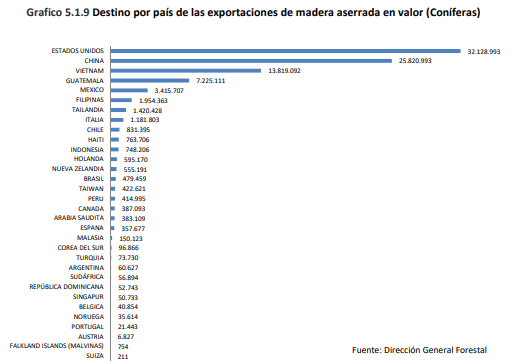 Grafico 5.1.9 Destino por país de las exportaciones de madera aserrada en valor (Coníferas)
ESTADOS UNIDOS 32.128.993
CHINA 25.820.993
VIETNAM 13.819.092
GUATEMALA 7.225.111
MEXICO 3.415.707
FILIPINAS 1.954.363
TAILANDIA 1.420.428
ITALIA 1.181.803
CHILE 831.395
HAITI 763.706
INDONESIA 748.206
HOLANDA 595.170
NUEVA ZELANDIA 555.191
BRASIL 479.459
TAIWAN 422.621
PERU 414.995
CANADA 387.093
ARABIA SAUDITA 383.109
ESPANA 357.677
MALASIA 150.123
COREA DEL SUR 96.866
TURQUIA 73.730
ARGENTINA 60.627
SUDÁFRICA 56.894
REPÚBLICA DOMINICANA 52.743
SINGAPUR 50.733
BELGICA 40.854
NORUEGA 35.614
PORTUGAL 21.443
AUSTRIA 6.827
FALKLAND ISLANDS (MALVINAS) 754
SUIZA 211
Fuente: Dirección General Forestal